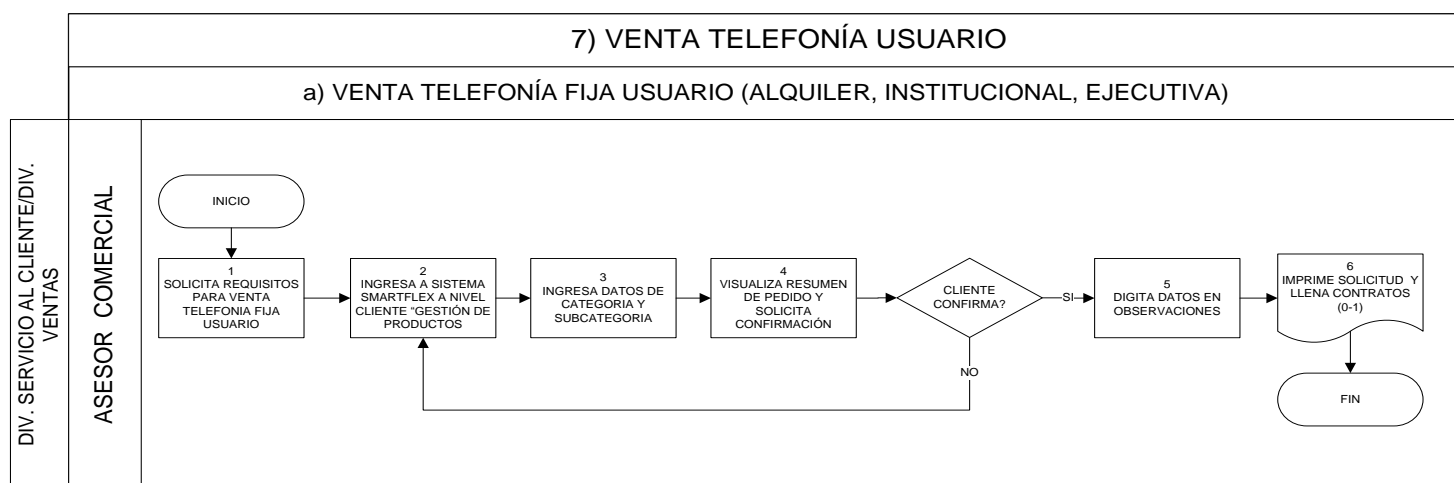 7) VENTA TELEFONÍA USUARIO
a) VENTA TELEFONÍA FIJA USUARIO (ALQUILER, INSTITUCIONAL, EJECUTIVA)
DIV. SERVICIO AL CLIENTE/DIV.
VENTAS
ASESOR COMERCIAL
INICIO
1
SOLICITA REQUISITOS
PARA VENTA
TELEFONIA FIJA
USUARIO
2
INGRESA A SISTEMA
SMARTFLEX A NIVEL
CLIENTE "GESTIÓN DE
PRODUCTOS
3
INGRESA DATOS DE
CATEGORIA Y
SUBCATEGORIA
4
VISUALIZA RESUMEN
DE PEDIDO Y
SOLICITA
CONFIRMACIÓN
CLIENTE
CONFIRMA?
SI
NO
5
DIGITA DATOS EN
OBSERVACIONES
6
IMPRIME SOLICITUD Y
LLENA CONTRATOS
(0-1)
FIN